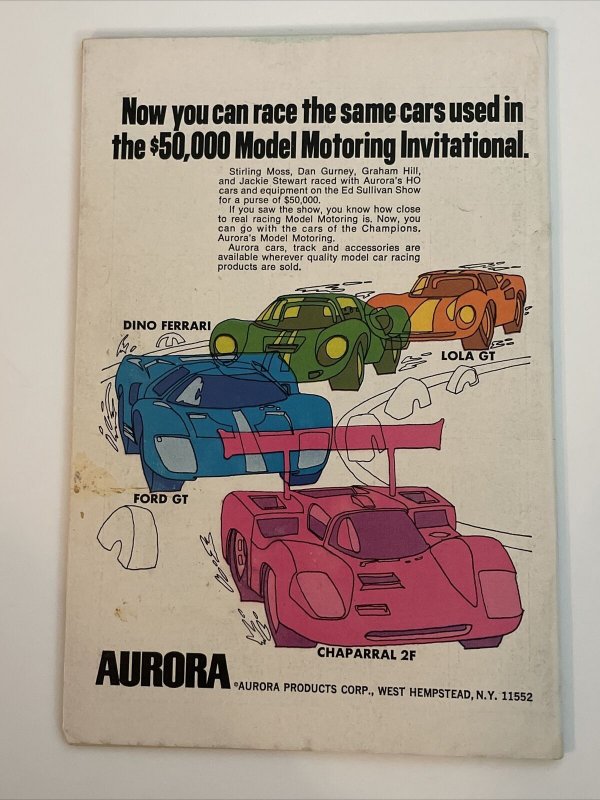 Now you can race the same cars used in
the $50,000 Model Motoring Invitational.
Stirling Moss, Dan Gurney, Graham Hill,
and Jackie Stewart raced with Aurora's HO
cars and equipment on the Ed Sullivan Show
for a purse of $50,000.
If you saw the show, you know how close
to real racing Model Motoring is. Now, you
can go with the cars of the Champions.
Aurora's Model Motoring.
Aurora cars, track and accessories are
available wherever quality model car racing
products are sold.
DINO FERRARI
LOLA GT
FORD GT
CHAPARRAL 2F
AURORA
©AURORA PRODUCTS CORP., WEST HEMPSTEAD, N.Y. 11552